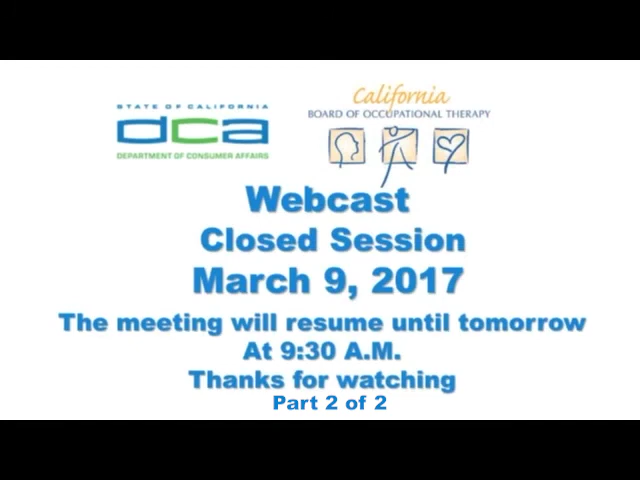 STATE OF CALIFORNIA
dca
DEPARTMENT OF CONSUMER AFFAIRS
California
BOARD OF OCCUPATIONAL THERAPY
Webcast
Closed Session
March 9, 2017
The meeting will resume until tomorrow
At 9:30 A.M.
Thanks for watching
Part 2 of 2